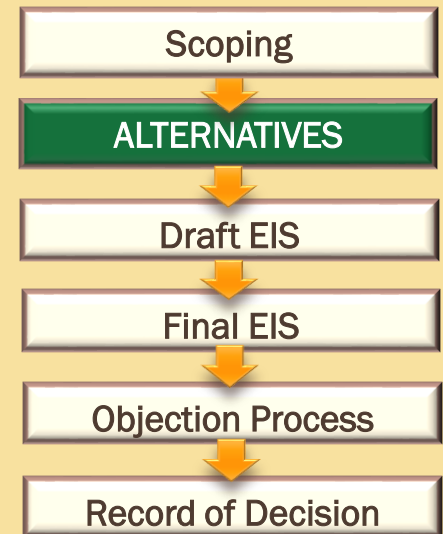 Scoping
ALTERNATIVES
Draft EIS
Final EIS
Objection Process
Record of Decision